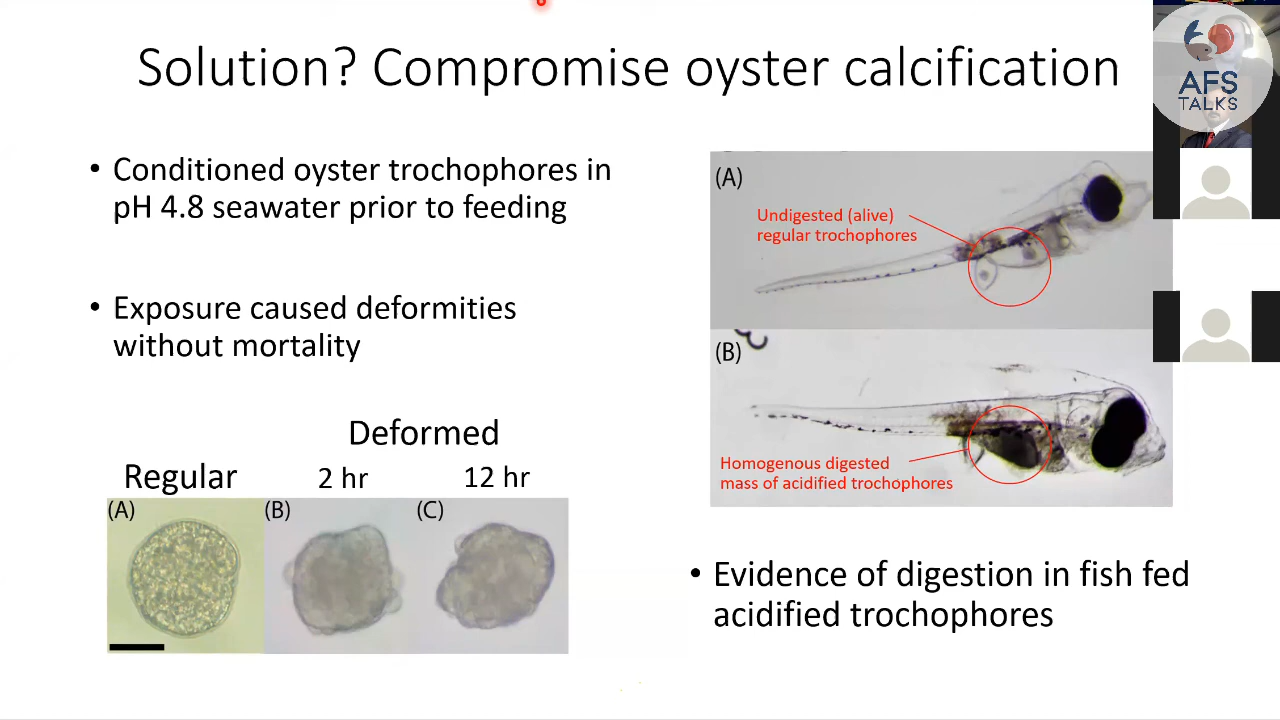 Solution? Compromise oyster calcification
AFS
TALKS
• Conditioned oyster trochophores in
pH 4.8 seawater prior to feeding
• Exposure caused deformities
without mortality
Deformed
Regular 2 hr 12 hr
(A) (B) (C)
(A)
Undigested (alive)
regular trochophores
(B)
Homogenous digested
mass of acidified trochophores
• Evidence of digestion in fish fed
acidified trochophores